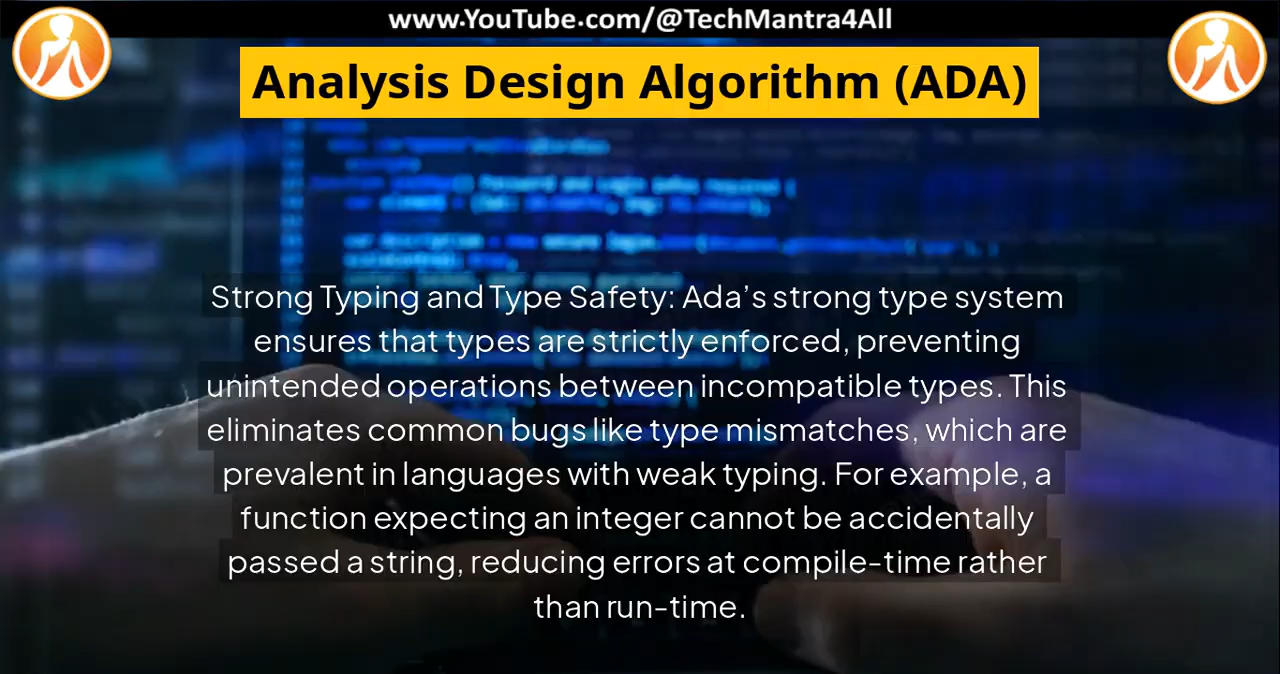 www.YouTube.com/@TechMantra4All
Analysis Design Algorithm (ADA)
Strong Typing and Type Safety: Ada’s strong type system
ensures that types are strictly enforced, preventing
unintended operations between incompatible types. This
eliminates common bugs like type mismatches, which are
prevalent in languages with weak typing. For example, a
function expecting an integer cannot be accidentally
passed a string, reducing errors at compile-time rather
than run-time.